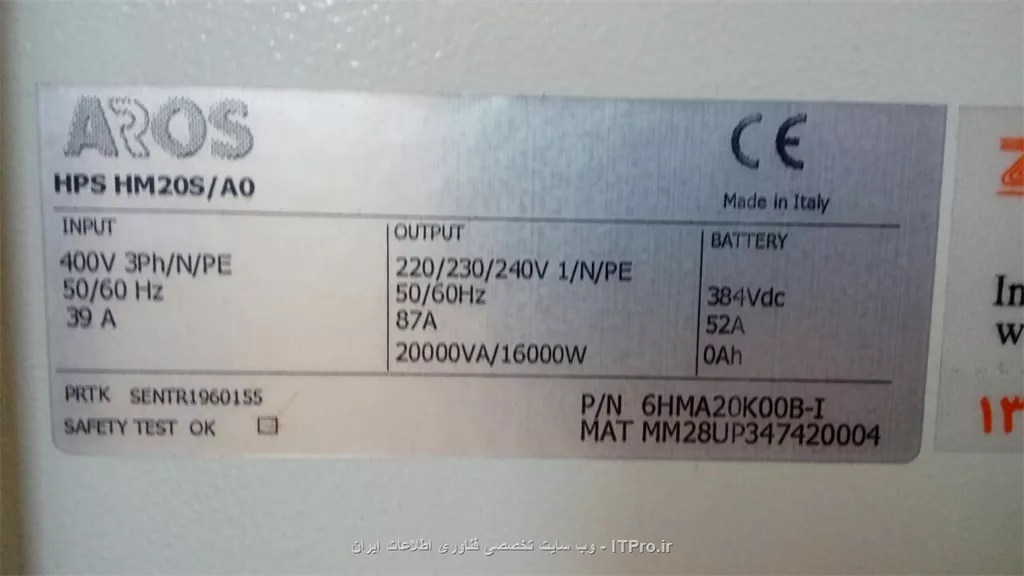 AROS
HPS HM20S/A0
CE
Made in Italy
INPUT
400V 3Ph/N/PE
50/60 Hz
39 A
OUTPUT
220/230/240V 1/N/PE
50/60Hz
87A
20000VA/16000W
BATTERY
384Vdc
52A
0Ah
PRTK SENTR1960155
SAFETY TEST OK
P/N 6HMA20K00B-I
MAT MM28UP347420004
ITPro.ir - وب سایت تخصصی فناوری اطلاعات ایران